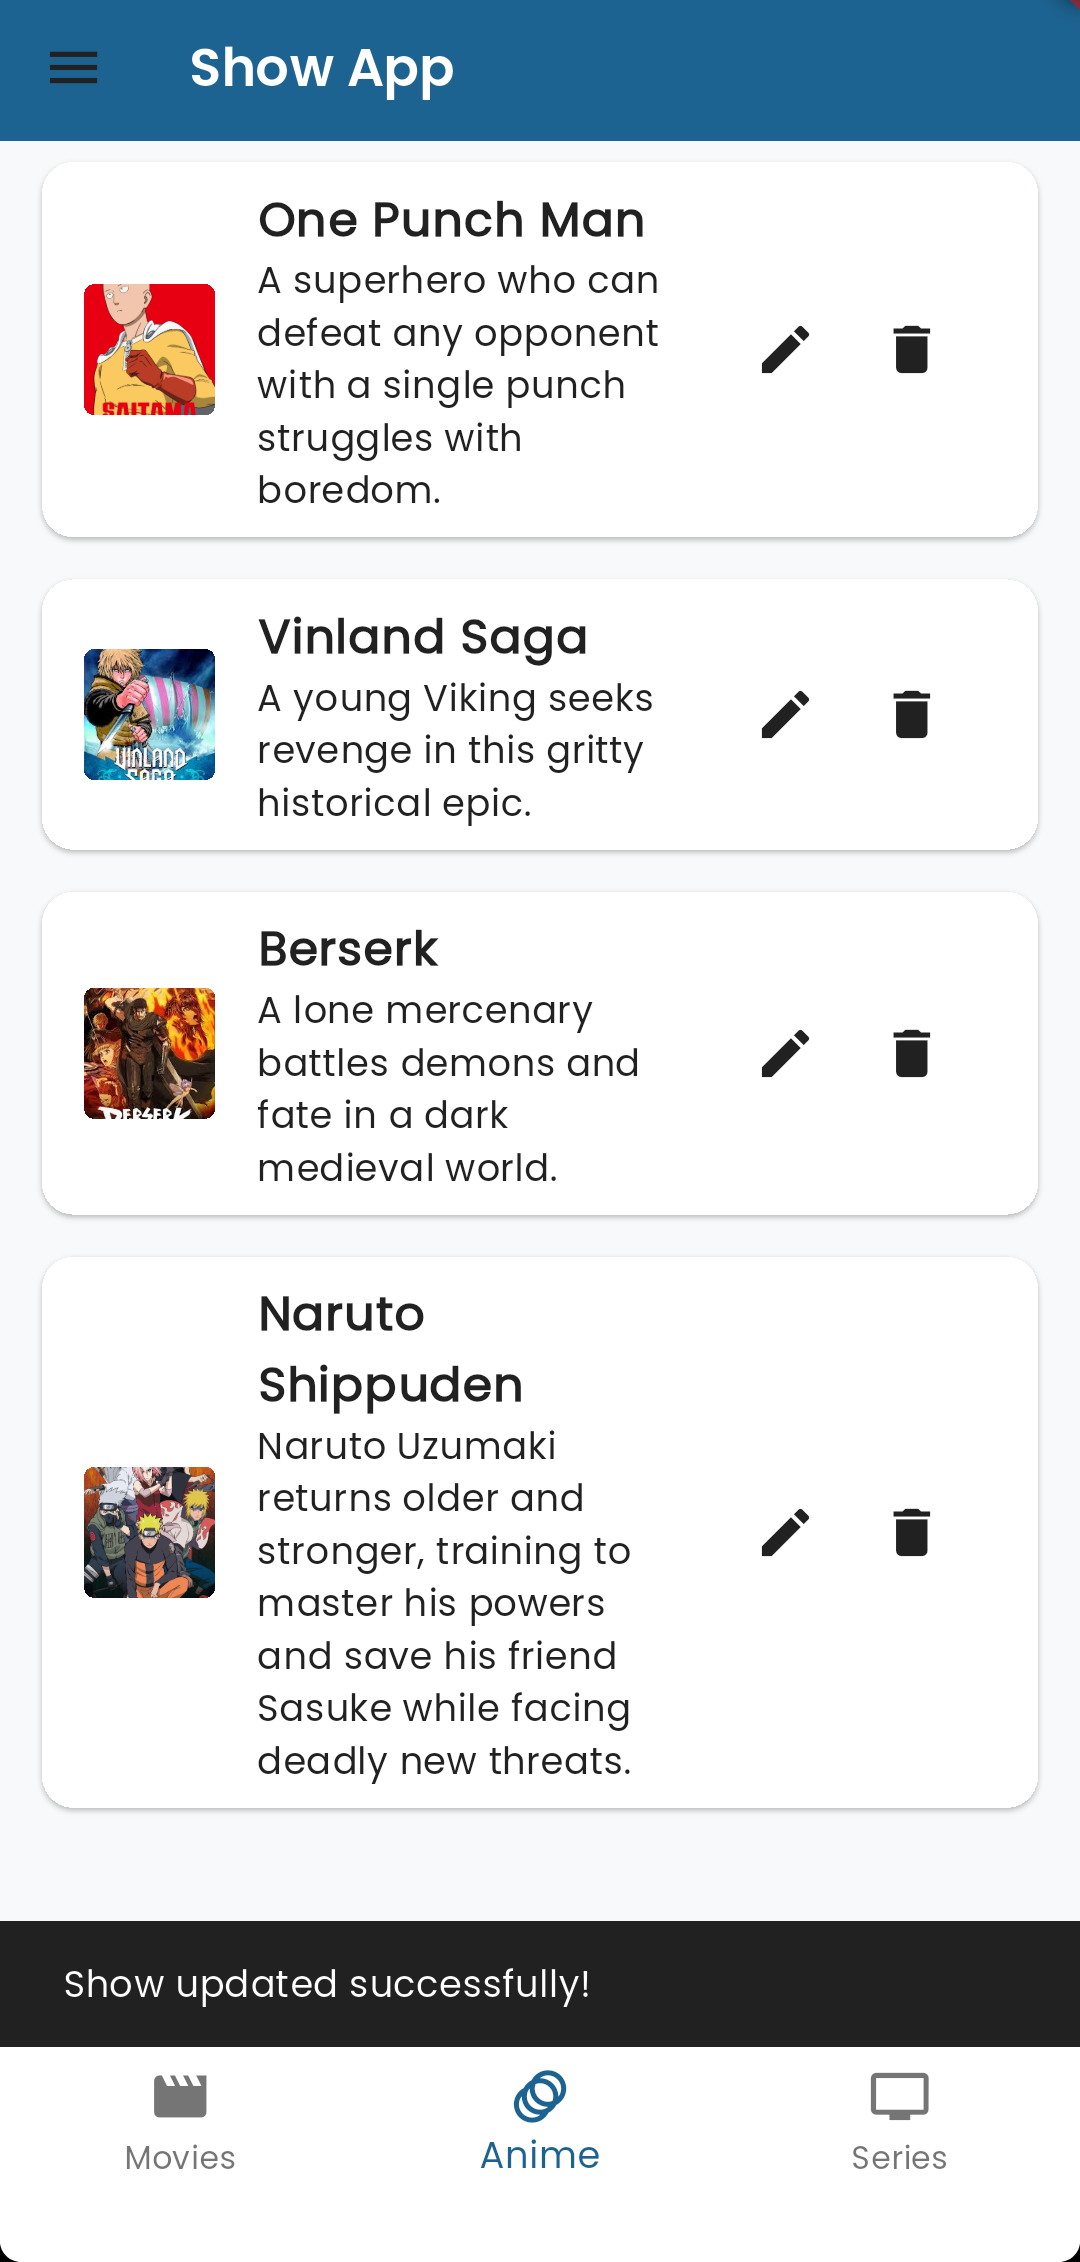 Show App
One Punch Man
A superhero who can
defeat any opponent
with a single punch
struggles with
boredom.
SAITAMA
Vinland Saga
A young Viking seeks
revenge in this gritty
historical epic.
VINLAND
SAGA
Berserk
A lone mercenary
battles demons and
fate in a dark
medieval world.
BERSERK
Naruto
Shippuden
Naruto Uzumaki
returns older and
stronger, training to
master his powers
and save his friend
Sasuke while facing
deadly new threats.
Show updated successfully!
Movies
Anime
Series